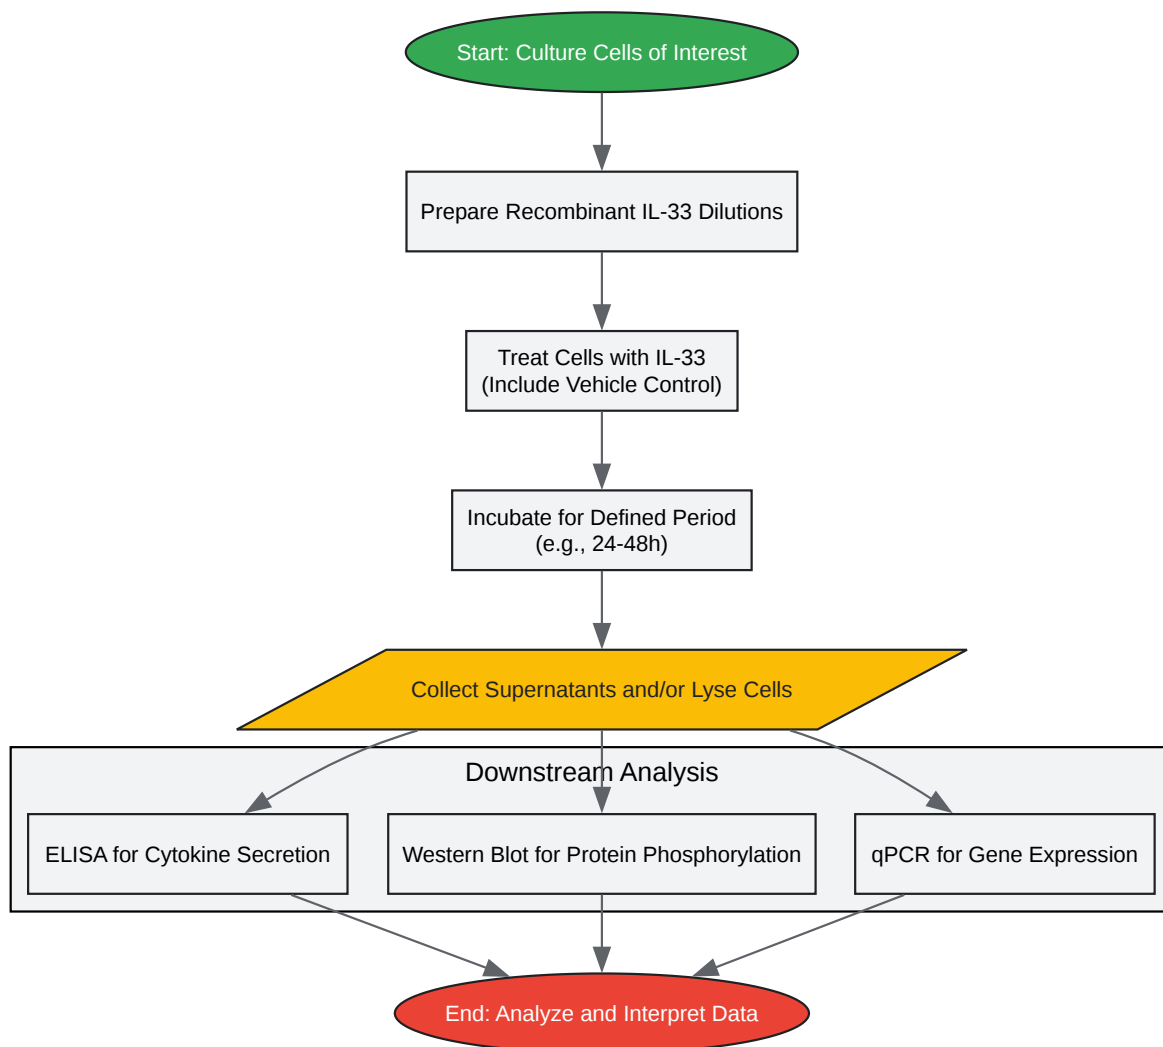 Start: Culture Cells of Interest
Prepare Recombinant IL-33 Dilutions
Treat Cells with IL-33
(Include Vehicle Control)
Incubate for Defined Period
(e.g., 24-48h)
Collect Supernatants and/or Lyse Cells
Downstream Analysis
ELISA for Cytokine Secretion
Western Blot for Protein Phosphorylation
qPCR for Gene Expression
End: Analyze and Interpret Data